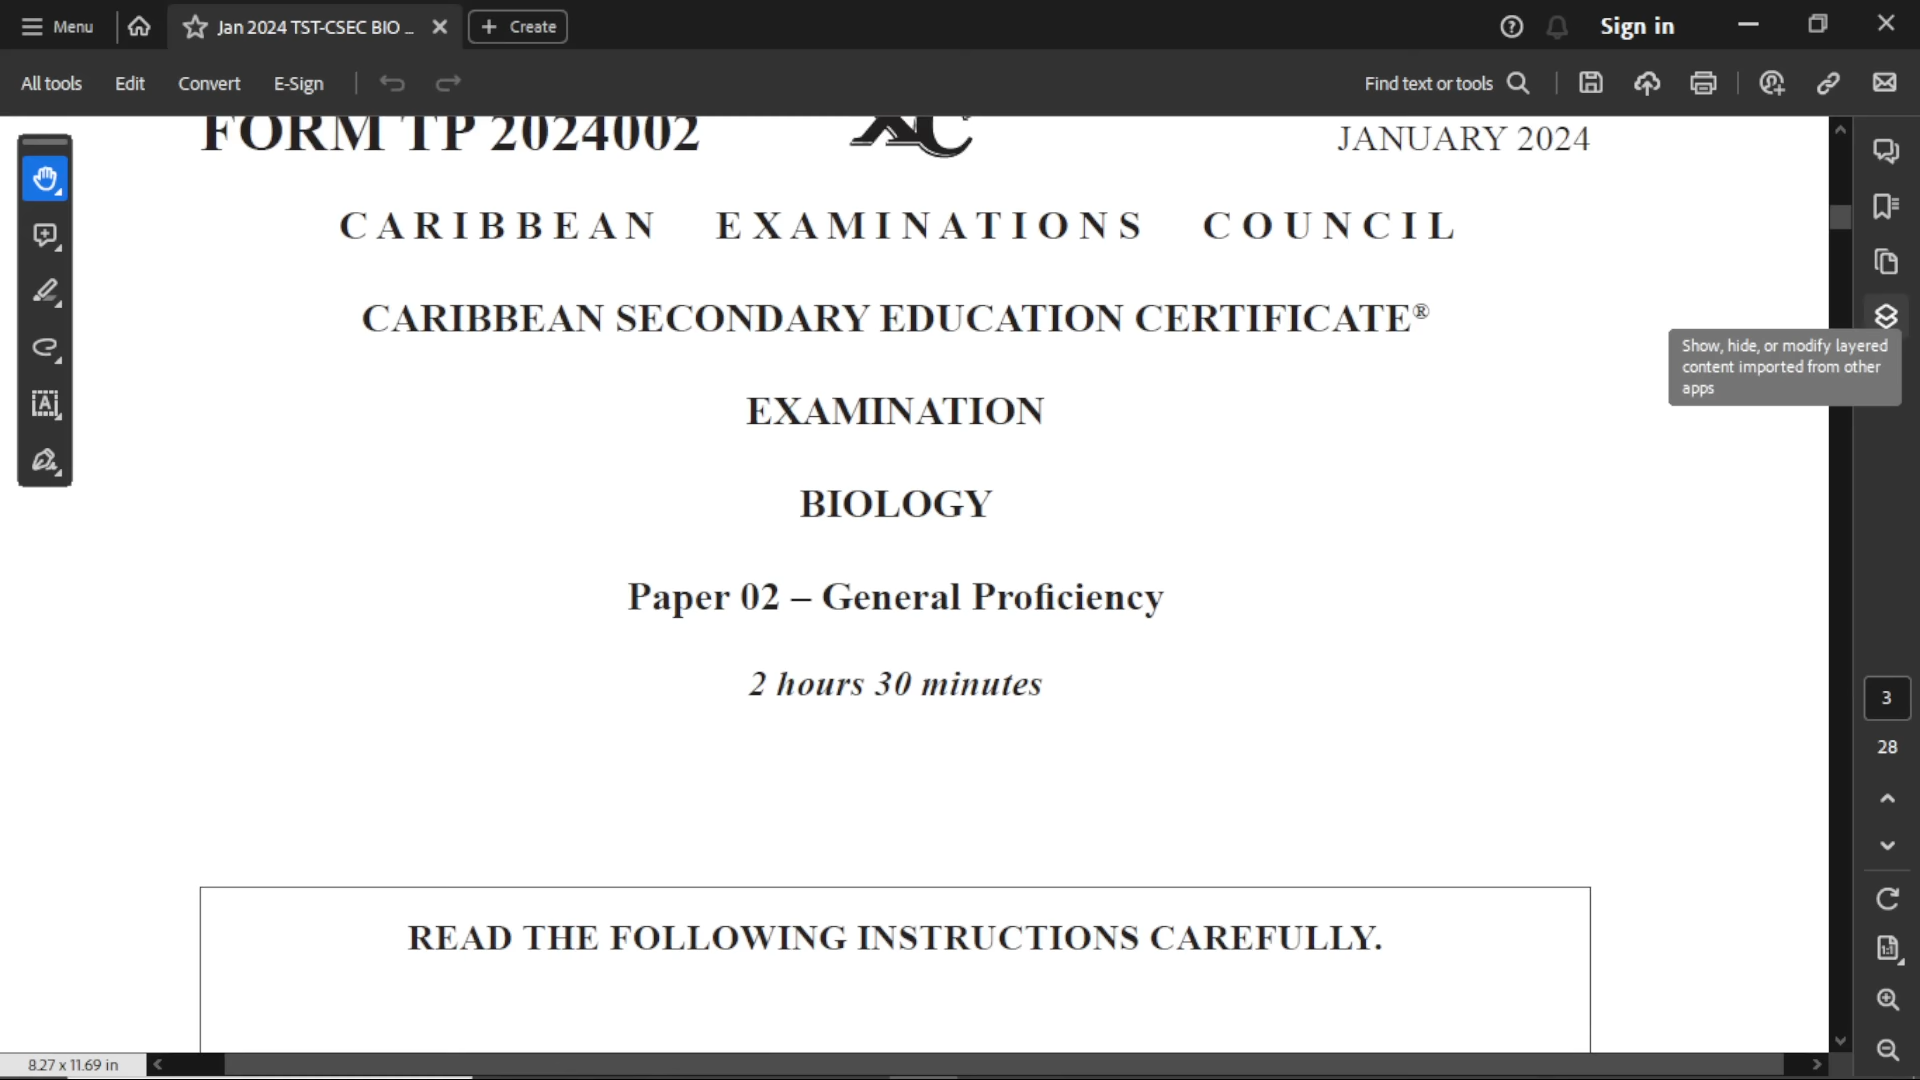 Menu
Jan 2024 TST-CSEC BIO _
Create
Sign in
All tools
Edit
Convert
E-Sign
Find text or tools
FORM TP 2024002
JANUARY 2024
CARIBBEAN EXAMINATIONS COUNCIL
CARIBBEAN SECONDARY EDUCATION CERTIFICATE®
EXAMINATION
BIOLOGY
Paper 02 – General Proficiency
2 hours 30 minutes
READ THE FOLLOWING INSTRUCTIONS CAREFULLY.
Show, hide, or modify layered
content imported from other
apps
3
28
1:1
8.27 x 11.69 in